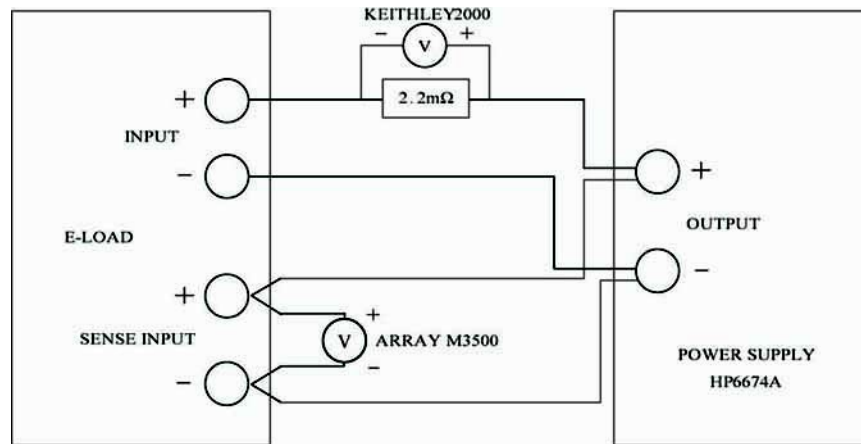 KEITHLEY2000
− V +
2.2mΩ
+
INPUT
−
+
OUTPUT
−
E-LOAD
+
SENSE INPUT
−
+
V ARRAY M3500
−
POWER SUPPLY
HP6674A